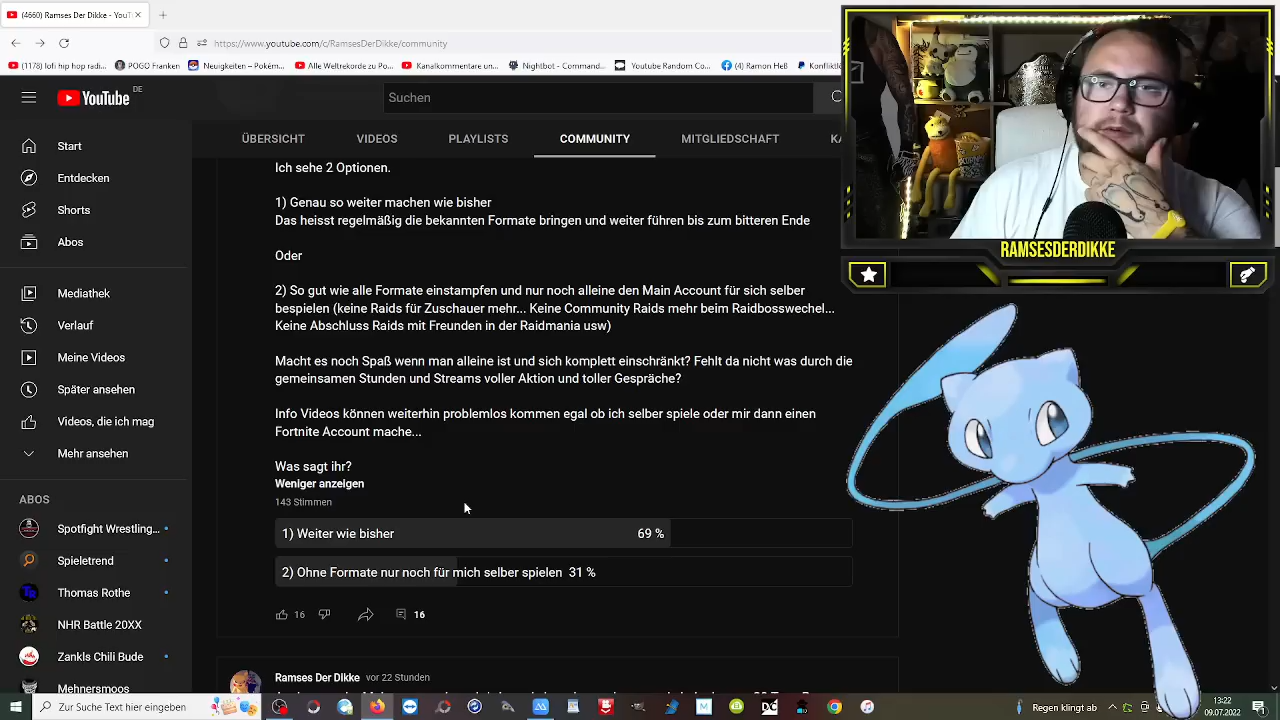 (4660) Ramses Der Dikke - YouT
https://www.youtube.com/c/RamsesDerDikke/community
(1178) lofi hip hop radi...
POGO Franken
Neuigkeiten – Pokém...
Alle Weltrekorde zu Po...
Kanalkommentare un...
Nightbot - Command...
Youtube Random Co...
(4) Ramon Heß
YouTube DE
Suchen
Start
Entdecken
Shorts
Abos
Mediathek
Verlauf
Meine Videos
Später ansehen
Videos, die ich mag
Mehr ansehen
ABOS
Spotfight Wrestling...
Spieletrend
Thomas Rothe
NHR Battle 20XX
Zankls Chili Bude
Mehnersmoos
ÜBERSICHT VIDEOS PLAYLISTS COMMUNITY MITGLIEDSCHAFT
Ich sehe 2 Optionen.
1) Genau so weiter machen wie bisher
Das heisst regelmäßig die bekannten Formate bringen und weiter führen bis zum bitteren Ende
Oder
2) So gut wie alle Formate einstampfen und nur noch alleine den Main Account für sich selber
bespielen (keine Raids für Zuschauer mehr... Keine Community Raids mehr beim Raidbosswechel...
Keine Abschluss Raids mit Freunden in der Raidmania usw)
Macht es noch Spaß wenn man alleine ist und sich komplett einschränkt? Fehlt da nicht was durch die
gemeinsamen Stunden und Streams voller Aktion und toller Gespräche?
Info Videos können weiterhin problemlos kommen egal ob ich selber spiele oder mir dann einen
Fortnite Account mache...
Was sagt ihr?
Weniger anzeigen
143 Stimmen
1) Weiter wie bisher 69 %
2) Ohne Formate nur noch für mich selber spielen 31 %
16 16
Ramses Der Dikke
RAMSESDERDIKKE
Zur Suche Text hier eingeben
Regen klingt ab
13:22
09.07.2022